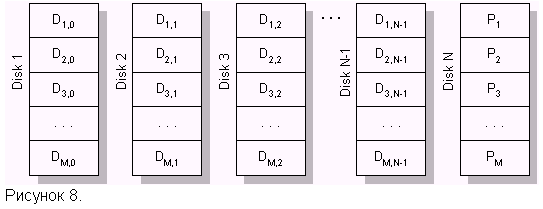 Disk 1 Disk 2 Disk 3 Disk N-1 Disk N
D1,0 D1,1 D1,2 . . . D1,N-1 P1
D2,0 D2,1 D2,2 D2,N-1 P2
D3,0 D3,1 D3,2 D3,N-1 P3
. . . . . . . . . . . . . . .
DM,0 DM,1 DM,2 DM,N-1 PM
Рисунок 8.